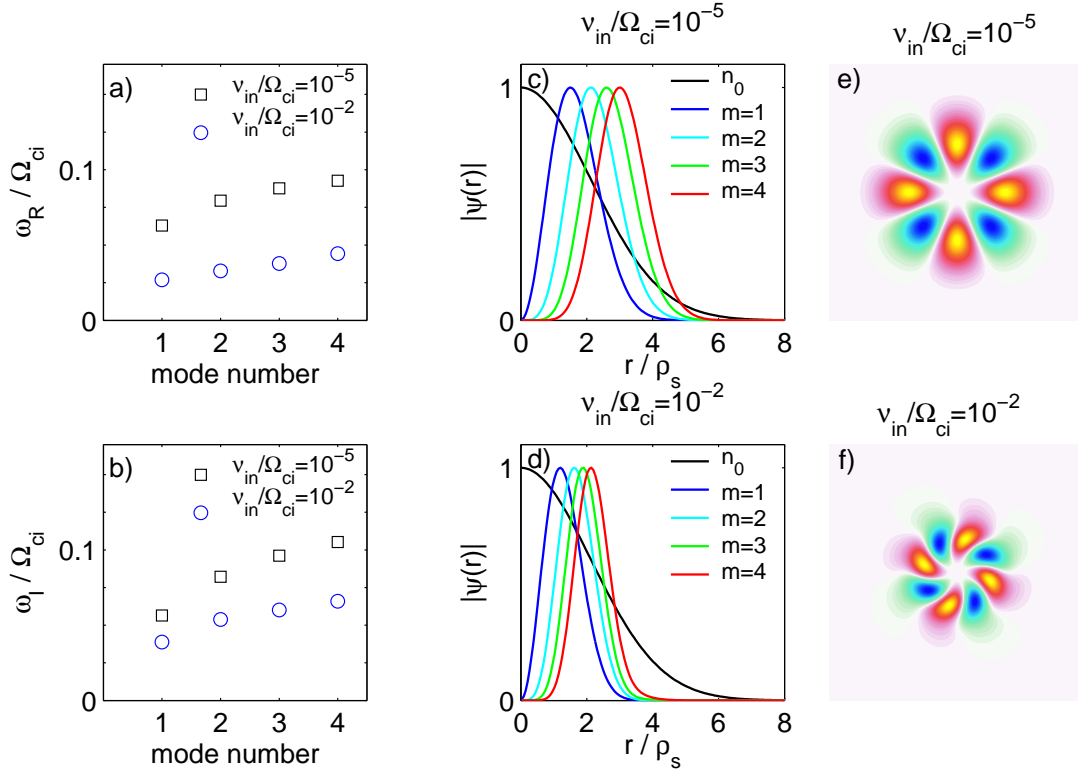 a)
ν_in/Ω_ci=10^-5
ν_in/Ω_ci=10^-2
0.1
0
ω_R / Ω_ci
1 2 3 4
mode number
b)
ν_in/Ω_ci=10^-5
ν_in/Ω_ci=10^-2
0.1
0
ω_I / Ω_ci
1 2 3 4
mode number
ν_in/Ω_ci=10^-5
c)
n_0
m=1
m=2
m=3
m=4
1
0
|ψ(r)|
0 2 4 6 8
r / ρ_s
ν_in/Ω_ci=10^-2
d)
n_0
m=1
m=2
m=3
m=4
1
0
|ψ(r)|
0 2 4 6 8
r / ρ_s
ν_in/Ω_ci=10^-5
e)
ν_in/Ω_ci=10^-2
f)